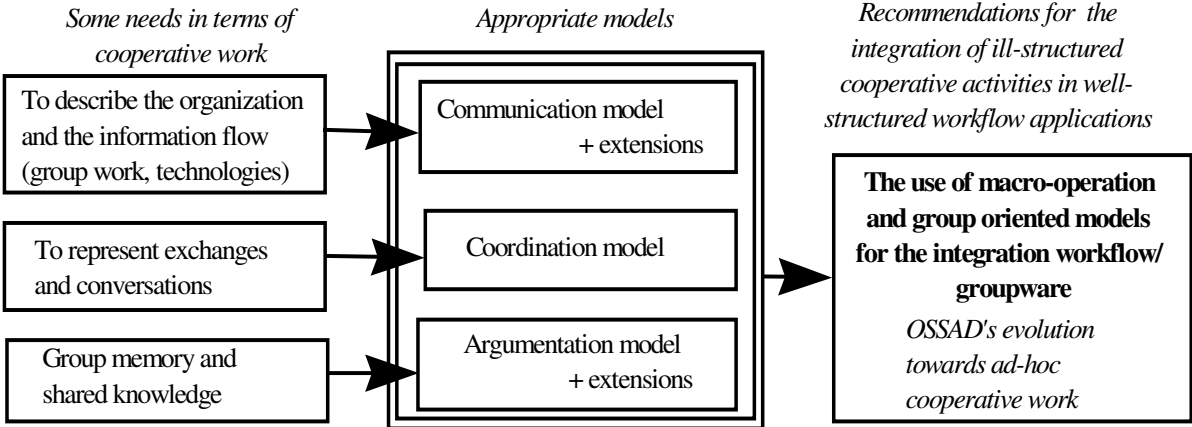 Some needs in terms of
cooperative work
To describe the organization
and the information flow
(group work, technologies)
To represent exchanges
and conversations
Group memory and
shared knowledge
Appropriate models
Communication model
+ extensions
Coordination model
Argumentation model
+ extensions
Recommendations for the
integration of ill-structured
cooperative activities in well-
structured workflow applications
The use of macro-operation
and group oriented models
for the integration workflow/
groupware
OSSAD's evolution
towards ad-hoc
cooperative work